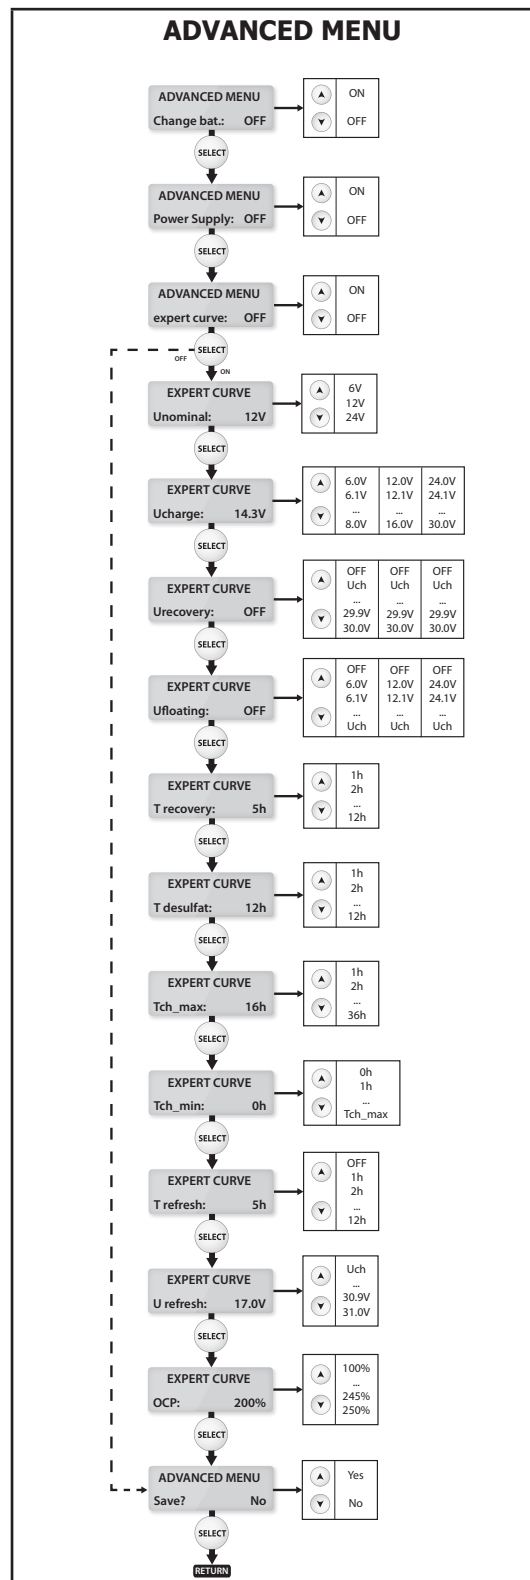 ADVANCED MENU
ADVANCED MENU
Change bat.: OFF
ON
OFF
SELECT
ADVANCED MENU
Power Supply: OFF
ON
OFF
SELECT
ADVANCED MENU
expert curve: OFF
ON
OFF
OFF
SELECT
ON
EXPERT CURVE
Unominal: 12V
6V
12V
24V
SELECT
EXPERT CURVE
Ucharge: 14.3V
6.0V 12.0V 24.0V
6.1V 12.1V 24.1V
... ... ...
8.0V 16.0V 30.0V
SELECT
EXPERT CURVE
Urecovery: OFF
OFF OFF OFF
Uch Uch Uch
... ... ...
29.9V 29.9V 29.9V
30.0V 30.0V 30.0V
SELECT
EXPERT CURVE
Ufloating: OFF
OFF OFF OFF
6.0V 12.0V 24.0V
6.1V 12.1V 24.1V
... ... ...
Uch Uch Uch
SELECT
EXPERT CURVE
T recovery: 5h
1h
2h
...
12h
SELECT
EXPERT CURVE
T desulfat: 12h
1h
2h
...
12h
SELECT
EXPERT CURVE
Tch_max: 16h
1h
2h
...
36h
SELECT
EXPERT CURVE
Tch_min: 0h
0h
1h
...
Tch_max
SELECT
EXPERT CURVE
T refresh: 5h
OFF
1h
2h
...
12h
SELECT
EXPERT CURVE
U refresh: 17.0V
Uch
...
30.9V
31.0V
SELECT
EXPERT CURVE
OCP: 200%
100%
...
245%
250%
SELECT
ADVANCED MENU
Save? No
Yes
No
SELECT
RETURN